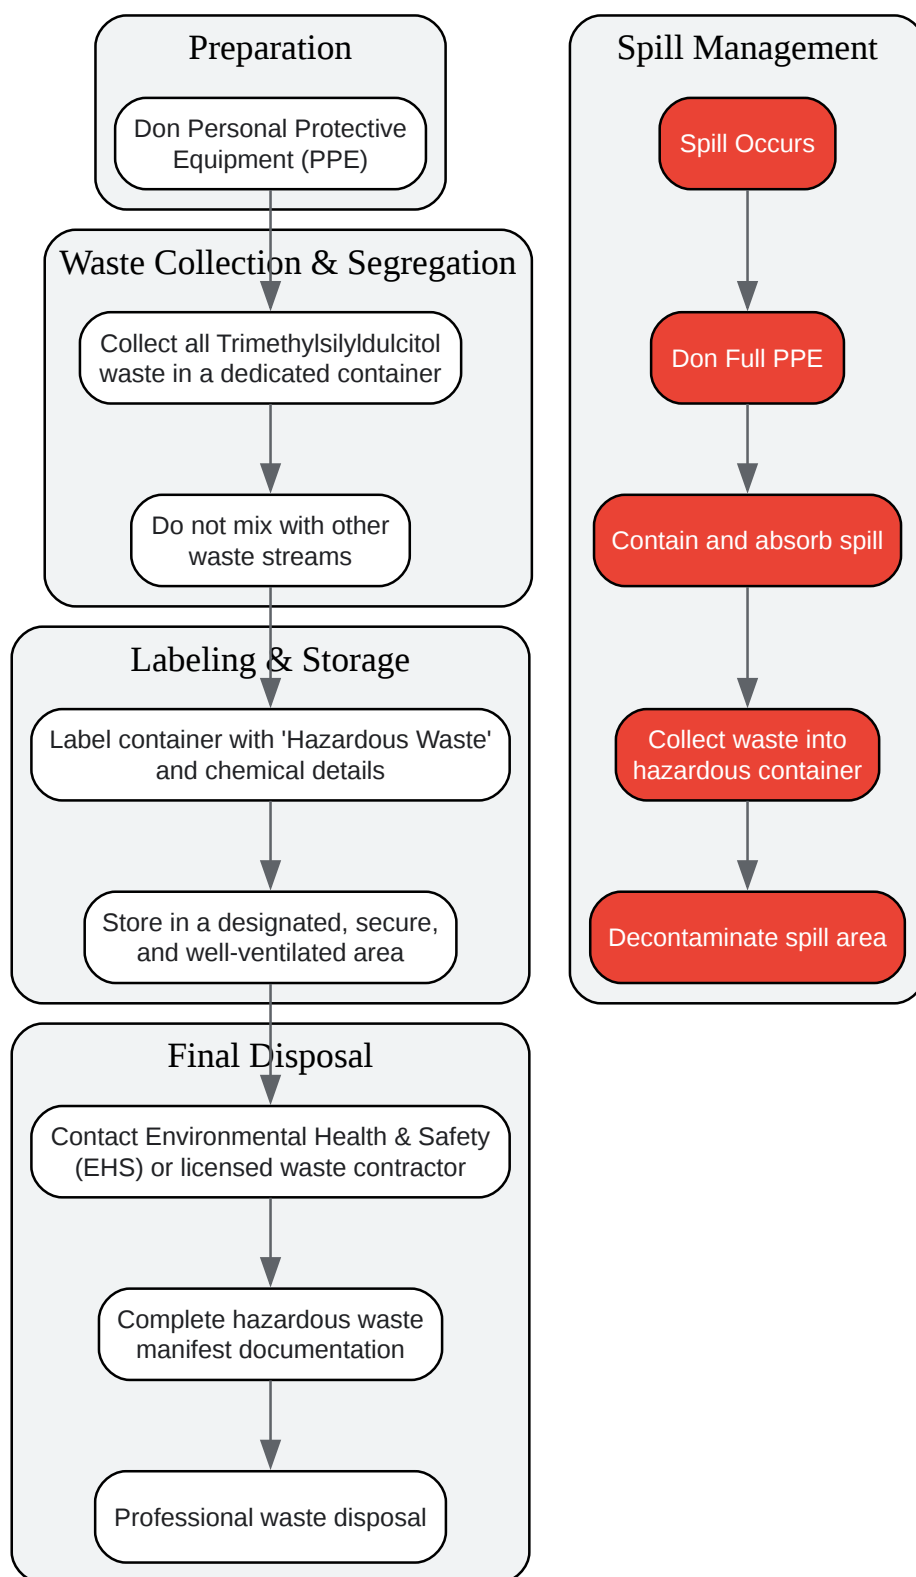 Preparation
Don Personal Protective
Equipment (PPE)
Waste Collection & Segregation
Collect all Trimethylsilyldulcitol
waste in a dedicated container
Do not mix with other
waste streams
Labeling & Storage
Label container with 'Hazardous Waste'
and chemical details
Store in a designated, secure,
and well-ventilated area
Final Disposal
Contact Environmental Health & Safety
(EHS) or licensed waste contractor
Complete hazardous waste
manifest documentation
Professional waste disposal
Spill Management
Spill Occurs
Don Full PPE
Contain and absorb spill
Collect waste into
hazardous container
Decontaminate spill area